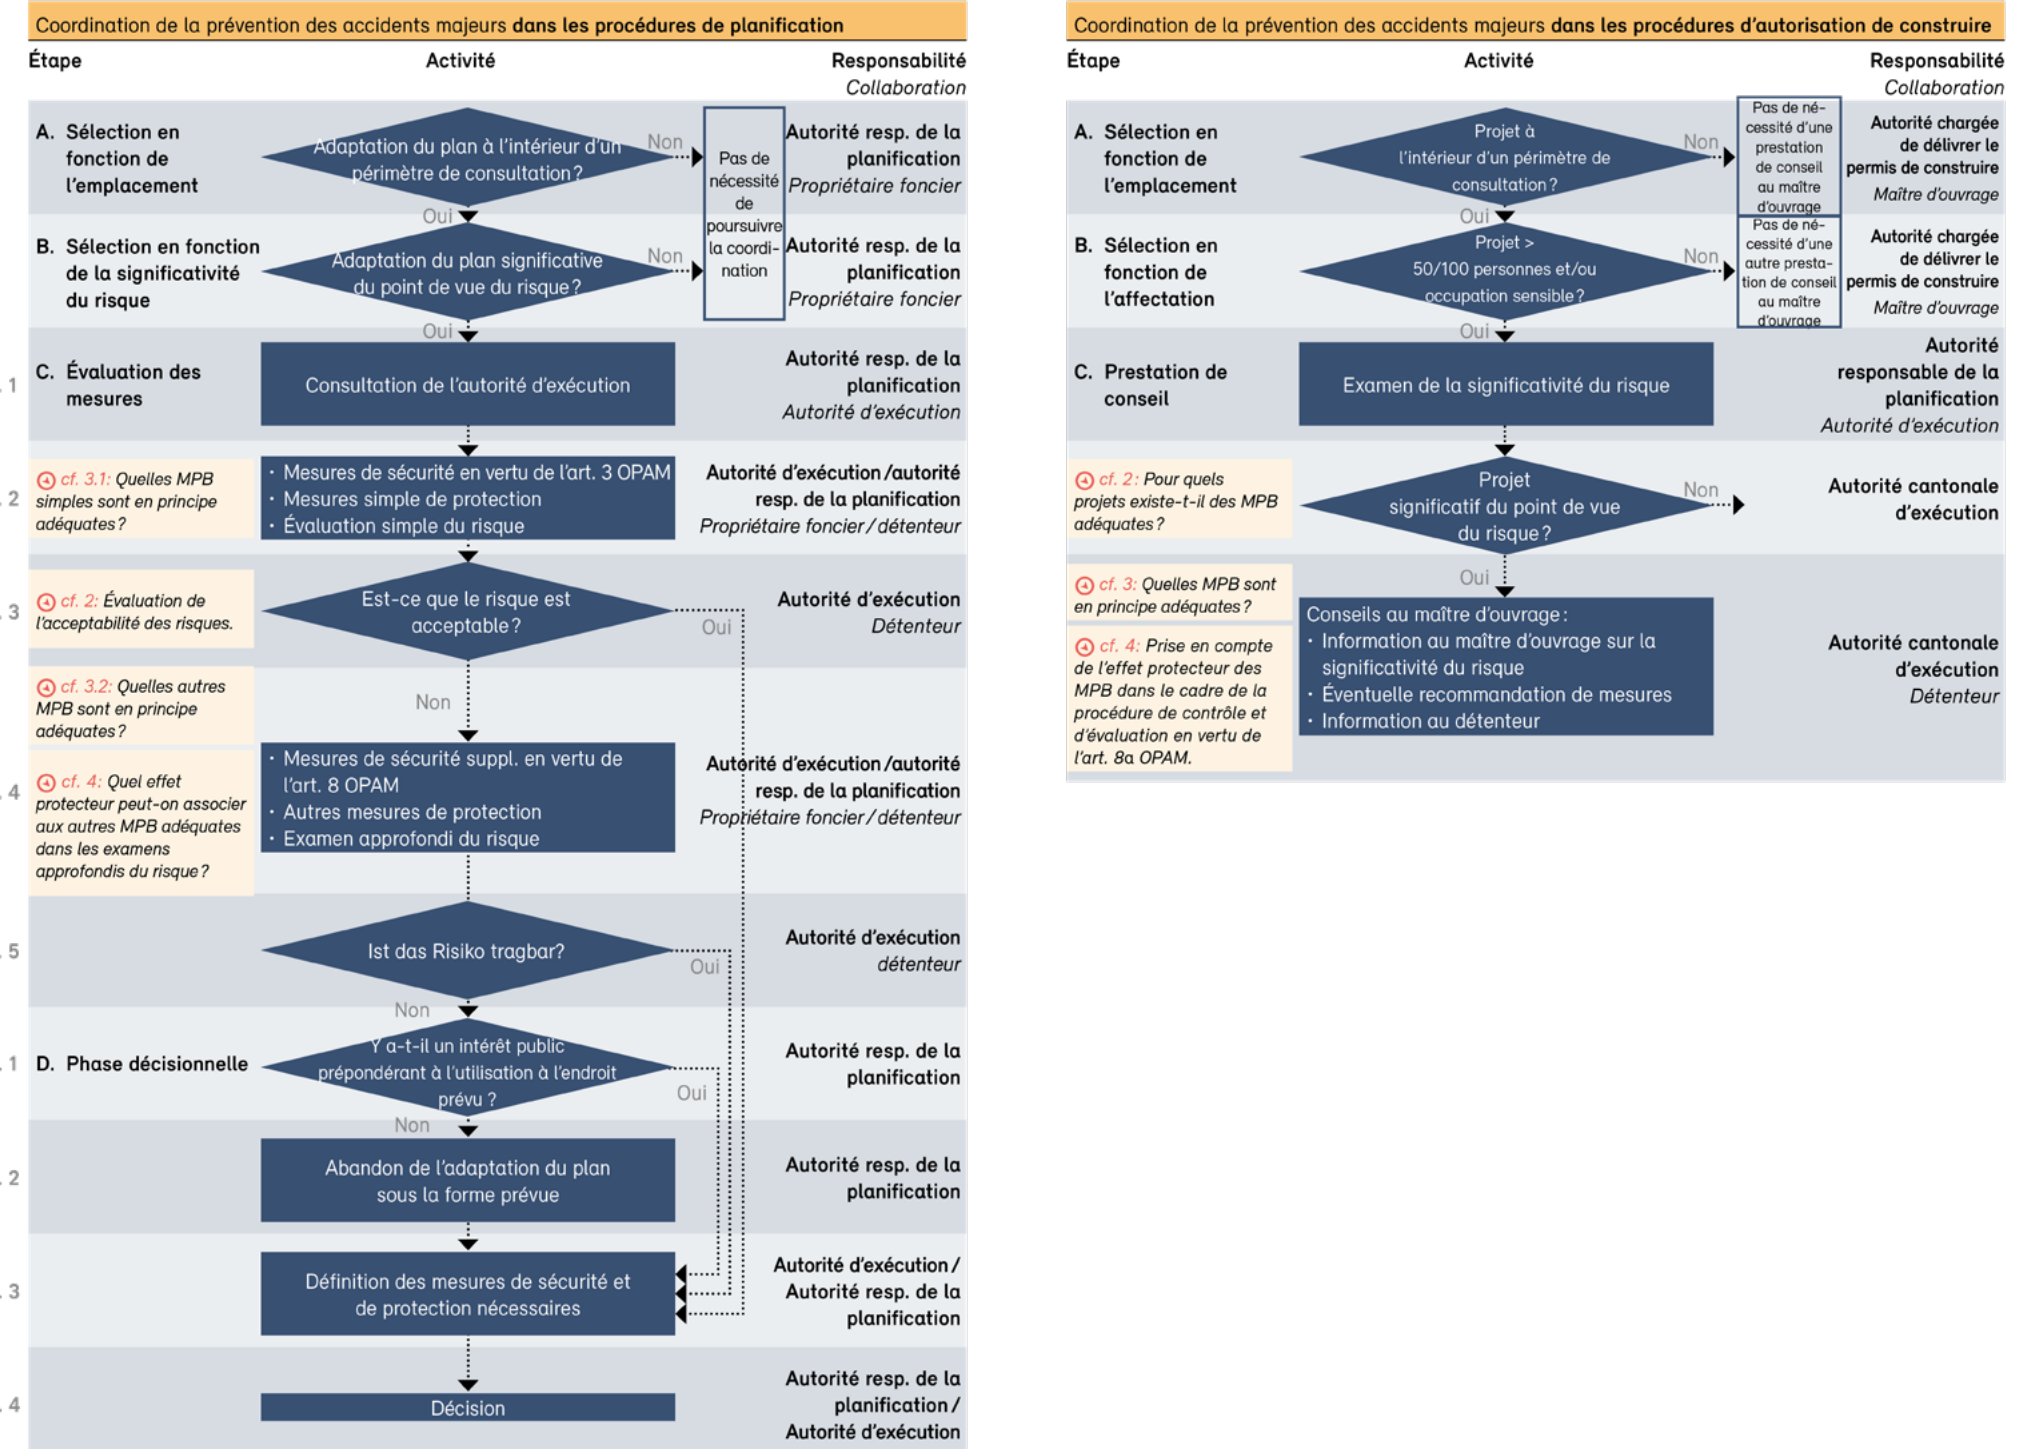 Coordination de la prévention des accidents majeurs dans les procédures de planification
Étape
Activité
Responsabilité
Collaboration
A. Sélection en
fonction de
l'emplacement
Adaptation du plan à l'intérieur d'un
périmètre de consultation ?
Non
Oui
Pas de
nécessité
de
poursuivre
la coordi-
nation
Autorité resp. de la
planification
Propriétaire foncier
B. Sélection en fonction
de la significativité
du risque
Adaptation du plan significative
du point de vue du risque ?
Non
Oui
Autorité resp. de la
planification
Propriétaire foncier
. 1
C. Évaluation des
mesures
Consultation de l'autorité d'exécution
Autorité resp. de la
planification
Autorité d'exécution
. 2
cf. 3.1: Quelles MPB
simples sont en principe
adéquates ?
· Mesures de sécurité en vertu de l'art. 3 OPAM
· Mesures simple de protection
· Évaluation simple du risque
Autorité d'exécution / autorité
resp. de la planification
Propriétaire foncier / détenteur
. 3
cf. 2: Évaluation de
l'acceptabilité des risques.
Est-ce que le risque est
acceptable ?
Oui
Non
Autorité d'exécution
Détenteur
cf. 3.2: Quelles autres
MPB sont en principe
adéquates ?
. 4
cf. 4: Quel effet
protecteur peut-on associer
aux autres MPB adéquates
dans les examens
approfondis du risque ?
· Mesures de sécurité suppl. en vertu de
l'art. 8 OPAM
· Autres mesures de protection
· Examen approfondi du risque
Autorité d'exécution / autorité
resp. de la planification
Propriétaire foncier / détenteur
. 5
Ist das Risiko tragbar?
Oui
Non
Autorité d'exécution
détenteur
. 1
D. Phase décisionnelle
Y a-t-il un intérêt public
prépondérant à l'utilisation à l'endroit
prévu ?
Oui
Non
Autorité resp. de la
planification
. 2
Abandon de l'adaptation du plan
sous la forme prévue
Autorité resp. de la
planification
. 3
Définition des mesures de sécurité et
de protection nécessaires
Autorité d'exécution /
Autorité resp. de la
planification
. 4
Décision
Autorité resp. de la
planification /
Autorité d'exécution
Coordination de la prévention des accidents majeurs dans les procédures d'autorisation de construire
Étape
Activité
Responsabilité
Collaboration
A. Sélection en
fonction de
l'emplacement
Projet à
l'intérieur d'un périmètre de
consultation ?
Non
Oui
Pas de né-
cessité d'une
prestation
de conseil
au maître
d'ouvrage
Autorité chargée
de délivrer le
permis de construire
Maître d'ouvrage
B. Sélection en
fonction de
l'affectation
Projet >
50/100 personnes et/ou
occupation sensible ?
Non
Oui
Pas de né-
cessité d'une
autre presta-
tion de conseil
au maître
d'ouvrage
Autorité chargée
de délivrer le
permis de construire
Maître d'ouvrage
C. Prestation de
conseil
Examen de la significativité du risque
Autorité
responsable de la
planification
Autorité d'exécution
cf. 2: Pour quels
projets existe-t-il des MPB
adéquates ?
Projet
significatif du point de vue
du risque ?
Non
Oui
Autorité cantonale
d'exécution
cf. 3: Quelles MPB sont
en principe adéquates ?
cf. 4: Prise en compte
de l'effet protecteur des
MPB dans le cadre de la
procédure de contrôle et
d'évaluation en vertu de
l'art. 8a OPAM.
Conseils au maître d'ouvrage :
· Information au maître d'ouvrage sur la
significativité du risque
· Éventuelle recommandation de mesures
· Information au détenteur
Autorité cantonale
d'exécution
Détenteur